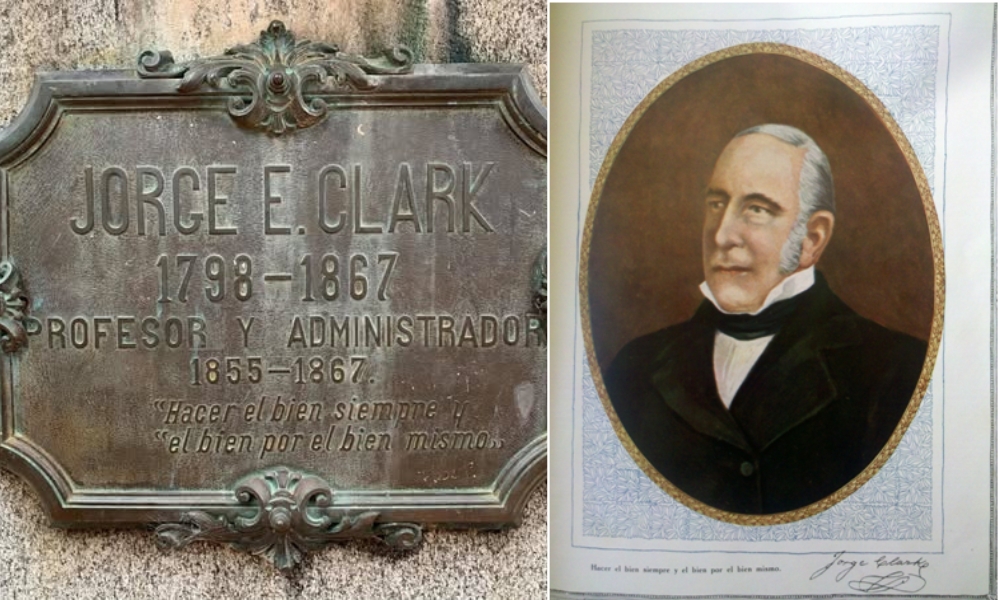 JORGE E. CLARK
1798–1867
PROFESOR Y ADMINISTRADOR
1855–1867.
"Hacer el bien siempre y
"el bien por el bien mismo„
Hacer el bien siempre y el bien por el bien mismo.
Jorge Clark